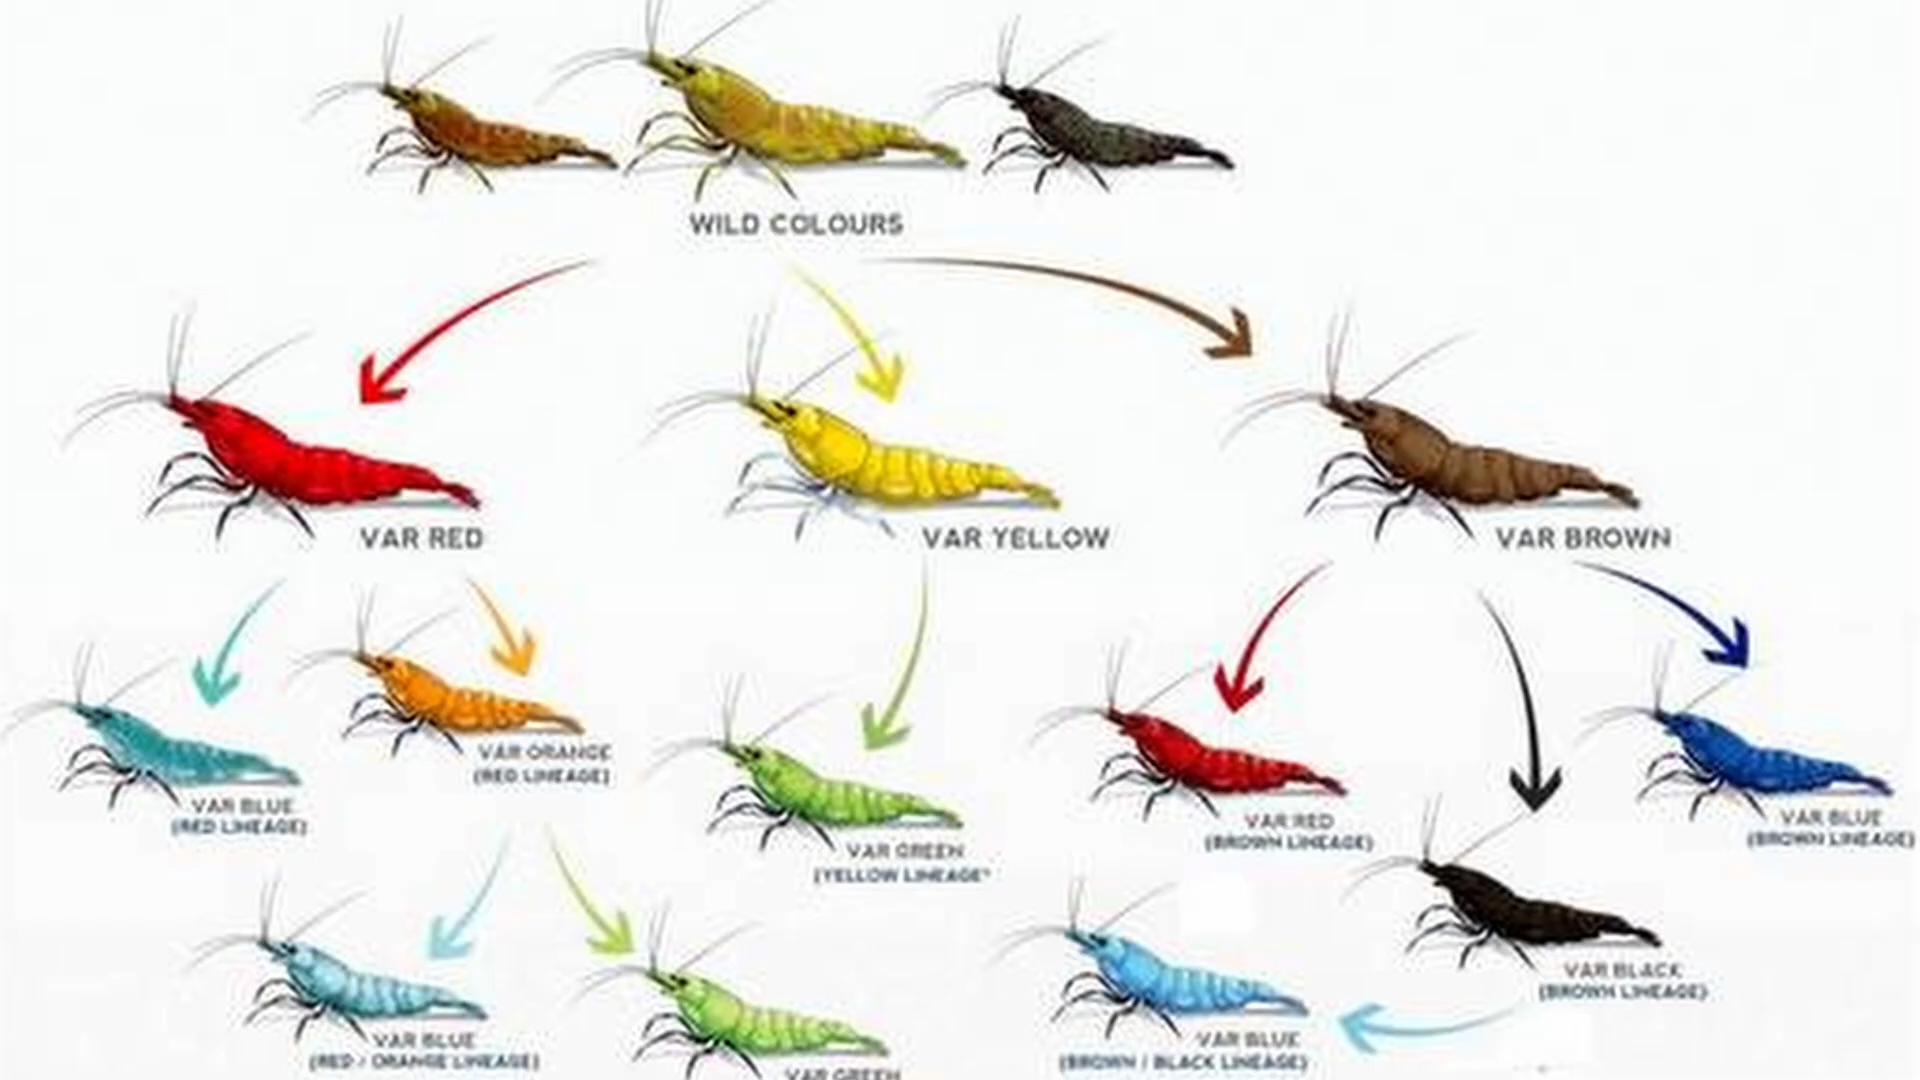 WILD COLOURS
VAR RED
VAR YELLOW
VAR BROWN
VAR ORANGE
(RED LINEAGE)
VAR BLUE
(RED LINEAGE)
VAR GREEN
(YELLOW LINEAGE*
VAR RED
(BROWN LINEAGE)
VAR BLUE
(BROWN LINEAGE)
VAR BLACK
(BROWN LINEAGE)
VAR BLUE
(RED / ORANGE LINEAGE)
VAR BLUE
(BROWN / BLACK LINEAGE)
VAR GREEN